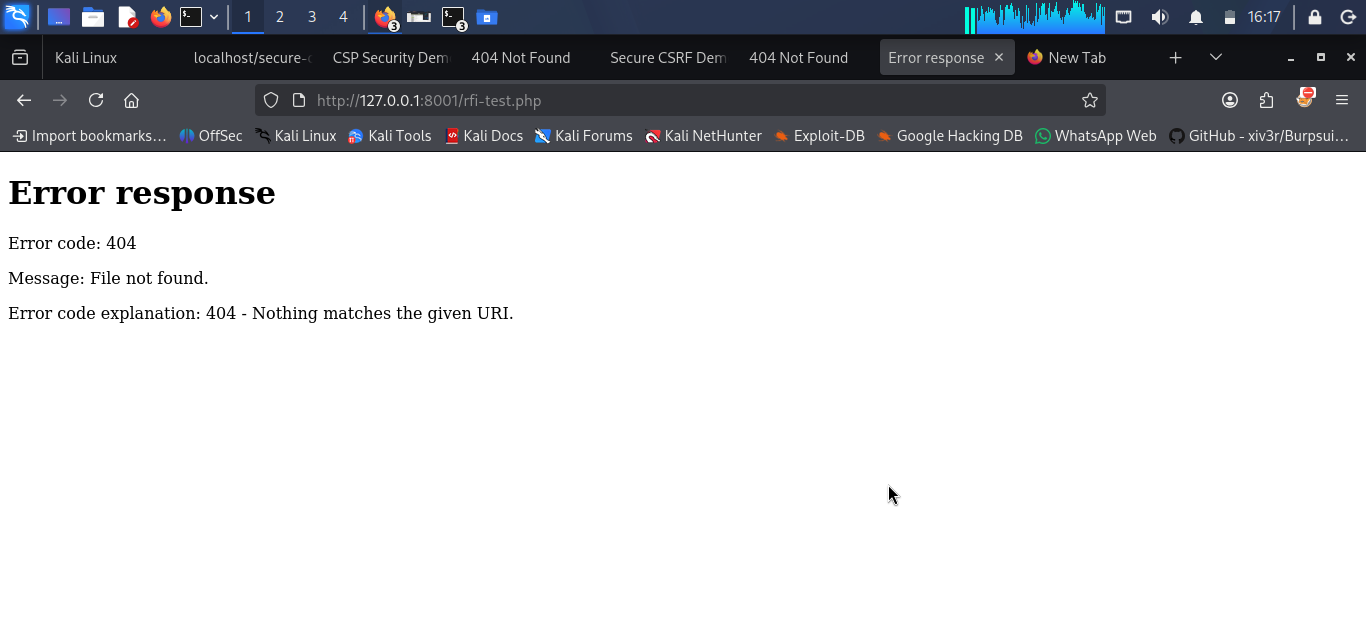 1 2 3 4 3 3 16:17
Kali Linux localhost/secure- CSP Security Dem 404 Not Found Secure CSRF Dem 404 Not Found Error response New Tab
http://127.0.0.1:8001/rfi-test.php
Import bookmarks... OffSec Kali Linux Kali Tools Kali Docs Kali Forums Kali NetHunter Exploit-DB Google Hacking DB WhatsApp Web GitHub - xiv3r/Burpsui...
Error response
Error code: 404
Message: File not found.
Error code explanation: 404 - Nothing matches the given URI.